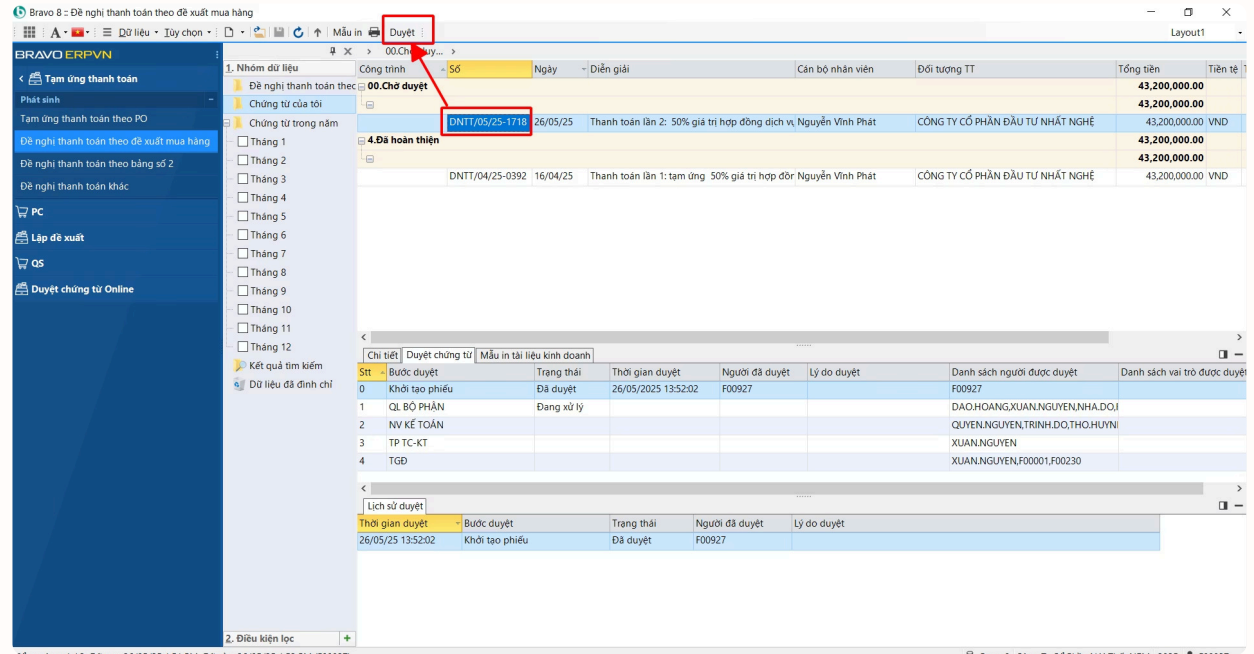 Bravo 8 :: Đề nghị thanh toán theo đề xuất mua hàng
A Dữ liệu Tùy chọn Mẫu in Duyệt Layout1
BRAVO ERPVN
00.Chờ duy...
Tạm ứng thanh toán
Phát sinh
Tạm ứng thanh toán theo PO
Đề nghị thanh toán theo đề xuất mua hàng
Đề nghị thanh toán theo bảng số 2
Đề nghị thanh toán khác
PC
Lập đề xuất
QS
Duyệt chứng từ Online
1. Nhóm dữ liệu
Đề nghị thanh toán theo
Chứng từ của tôi
Chứng từ trong năm
Tháng 1
Tháng 2
Tháng 3
Tháng 4
Tháng 5
Tháng 6
Tháng 7
Tháng 8
Tháng 9
Tháng 10
Tháng 11
Tháng 12
Kết quả tìm kiếm
Dữ liệu đã đình chỉ
2. Điều kiện lọc
Công trình Số Ngày Diễn giải Cán bộ nhân viên Đối tượng TT Tổng tiền Tiền tệ
00.Chờ duyệt 43,200,000.00
43,200,000.00
DNTT/05/25-1718 26/05/25 Thanh toán lần 2: 50% giá trị hợp đồng dịch vụ Nguyễn Vĩnh Phát CÔNG TY CỔ PHẦN ĐẦU TƯ NHẤT NGHỆ 43,200,000.00 VND
4.Đã hoàn thiện 43,200,000.00
43,200,000.00
DNTT/04/25-0392 16/04/25 Thanh toán lần 1: tạm ứng 50% giá trị hợp đồn Nguyễn Vĩnh Phát CÔNG TY CỔ PHẦN ĐẦU TƯ NHẤT NGHỆ 43,200,000.00 VND
Chi tiết Duyệt chứng từ Mẫu in tài liệu kinh doanh
Stt Bước duyệt Trạng thái Thời gian duyệt Người đã duyệt Lý do duyệt Danh sách người được duyệt Danh sách vai trò được duyệt
0 Khởi tạo phiếu Đã duyệt 26/05/2025 13:52:02 F00927 F00927
1 QL BỘ PHẬN Đang xử lý DAO.HOANG,XUAN.NGUYEN,NHA.DO,
2 NV KẾ TOÁN QUYEN.NGUYEN,TRINH.DO,THO.HUYN
3 TP TC-KT XUAN.NGUYEN
4 TGĐ XUAN.NGUYEN,F00001,F00230
Lịch sử duyệt
Thời gian duyệt Bước duyệt Trạng thái Người đã duyệt Lý do duyệt
26/05/25 13:52:02 Khởi tạo phiếu Đã duyệt F00927